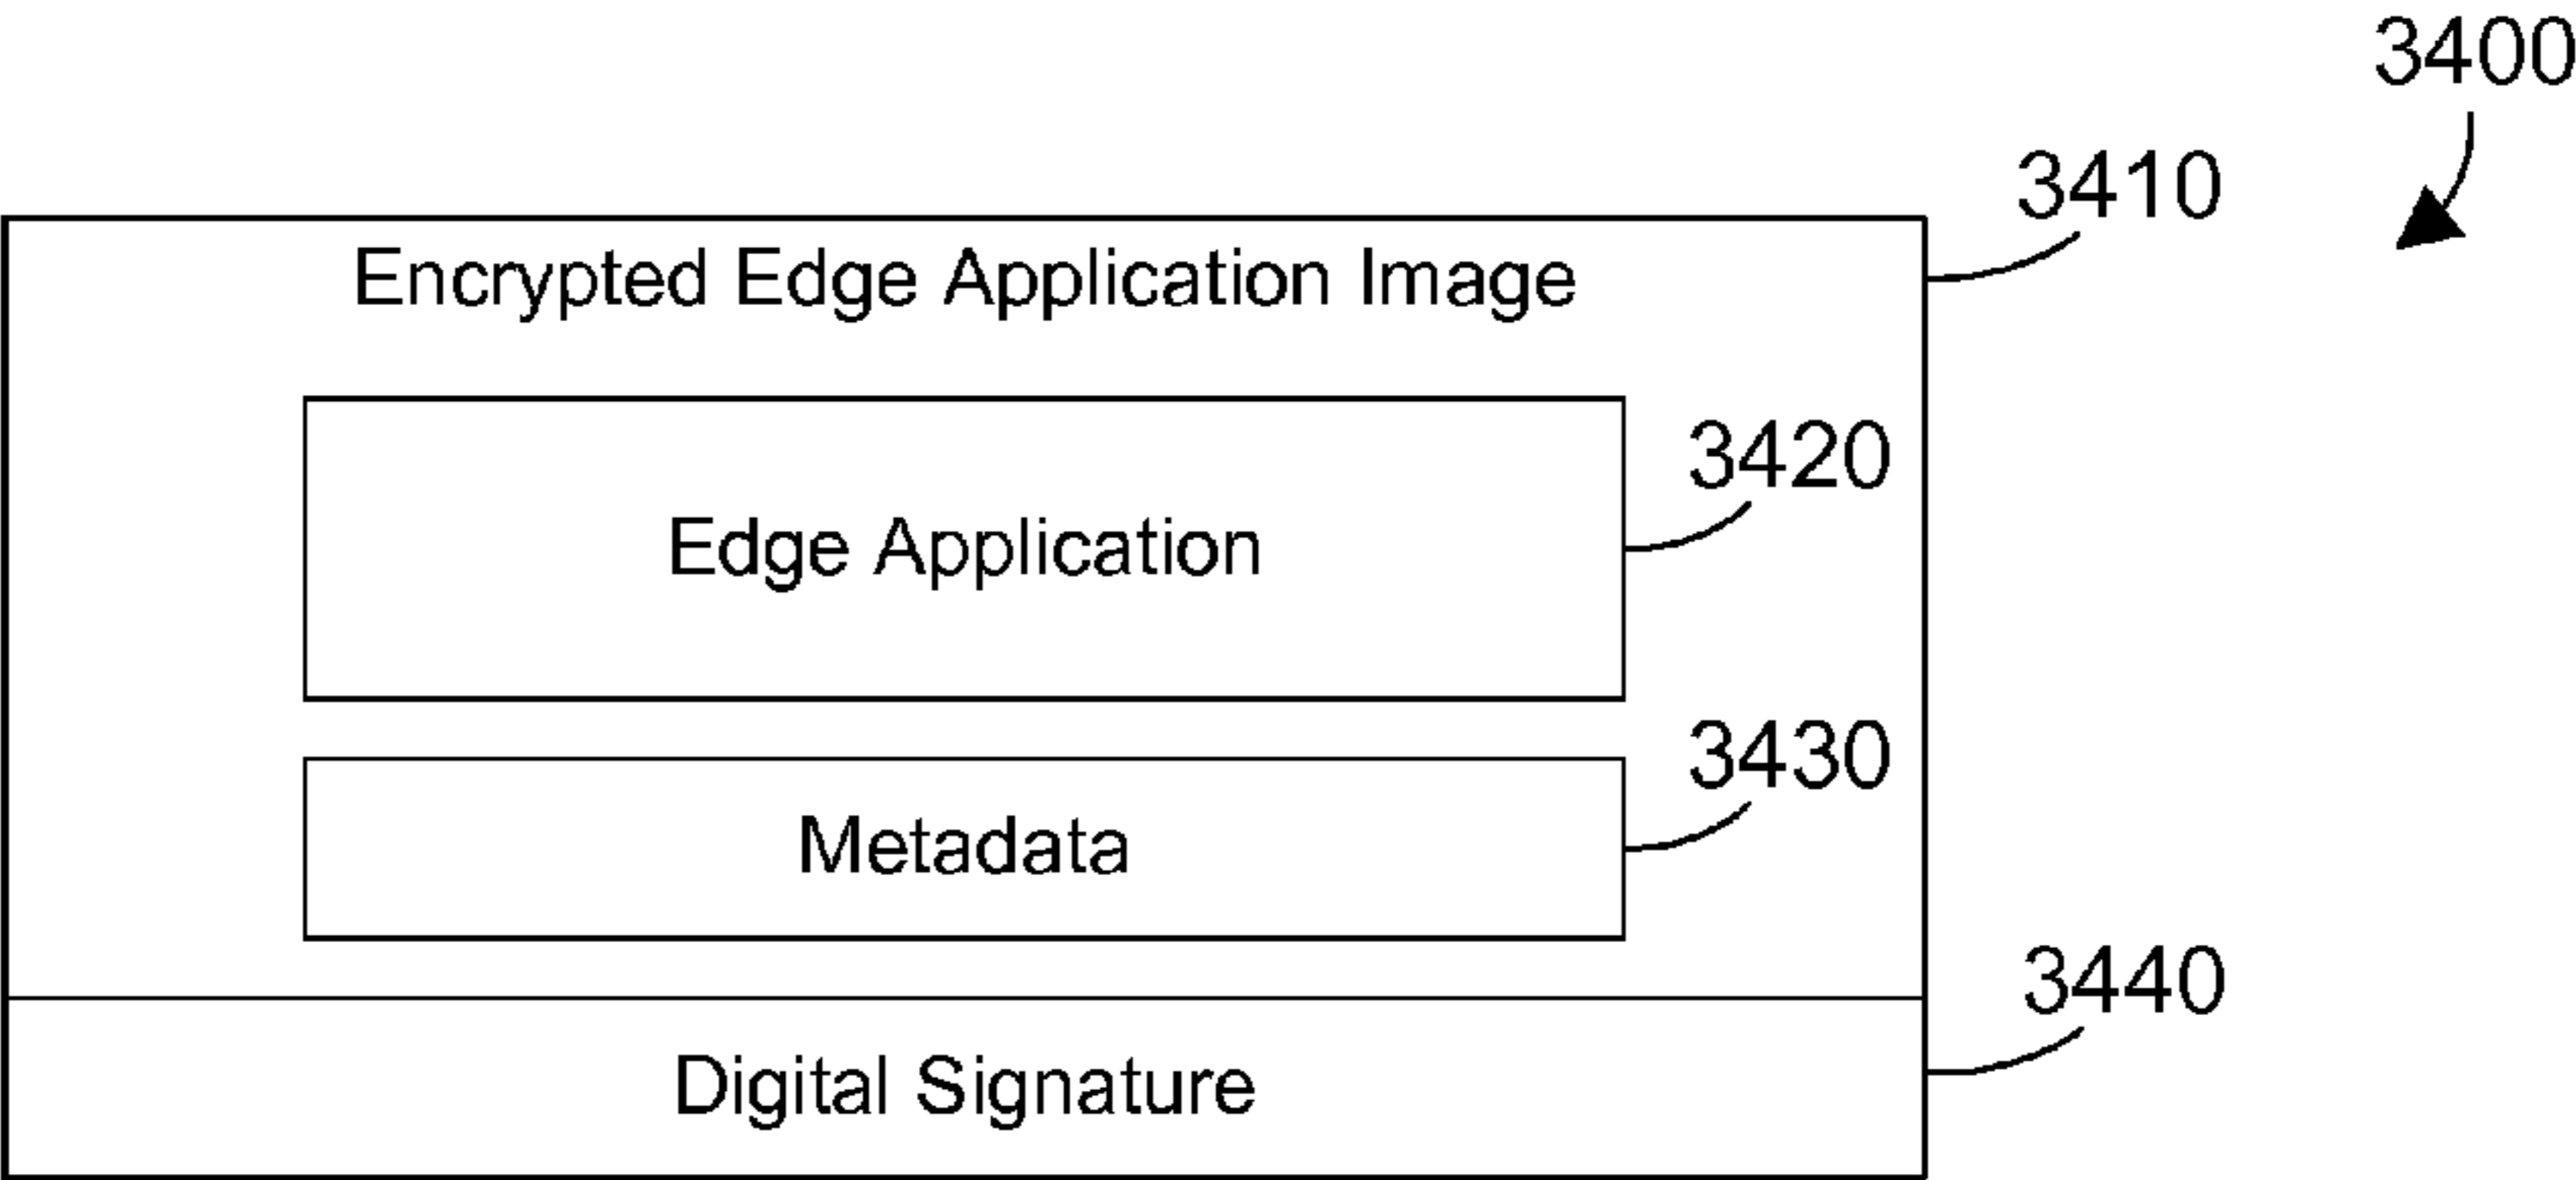 3400
3410
Encrypted Edge Application Image
3420
Edge Application
3430
Metadata
3440
Digital Signature